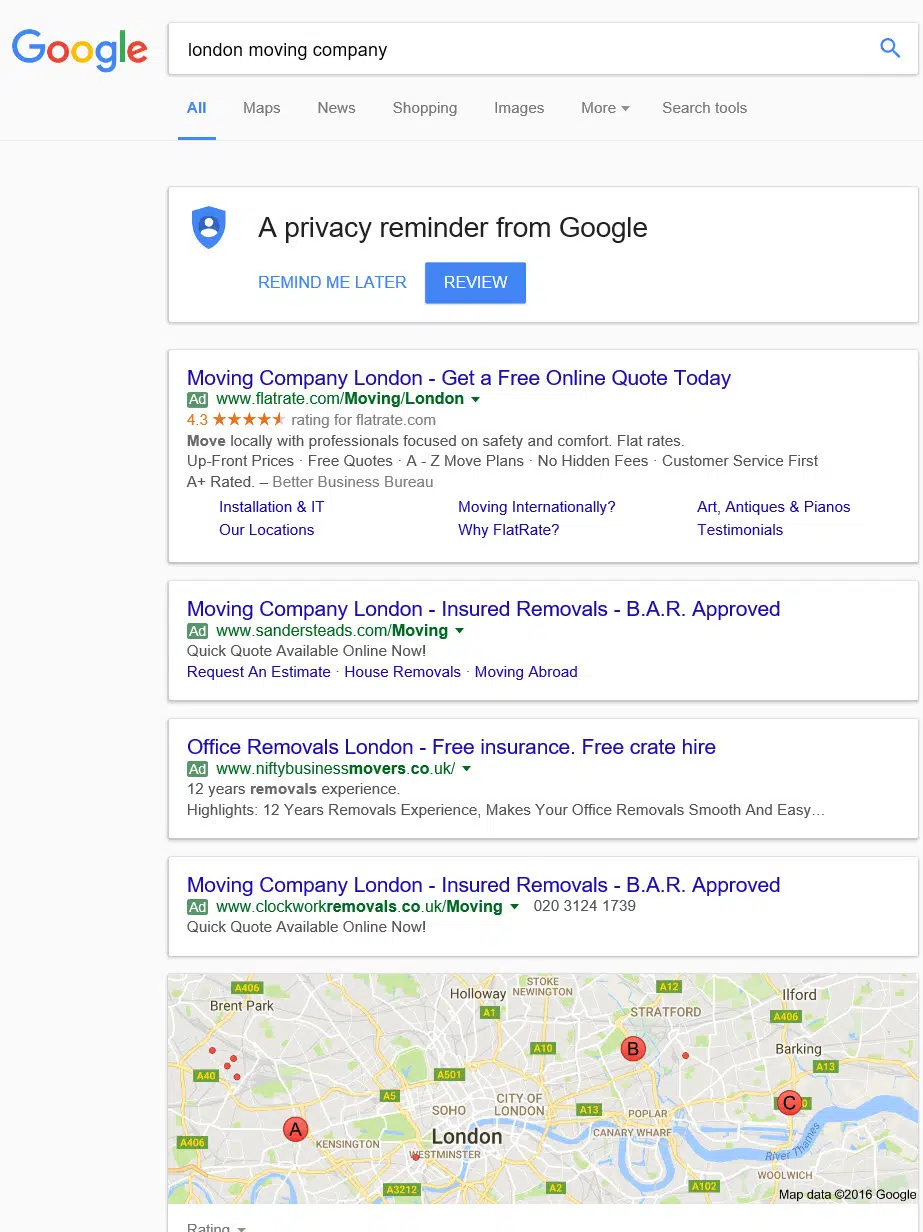 Google
london moving company
All Maps News Shopping Images More Search tools
A privacy reminder from Google
REMIND ME LATER REVIEW
Moving Company London - Get a Free Online Quote Today
Ad www.flatrate.com/Moving/London
4.3 rating for flatrate.com
Move locally with professionals focused on safety and comfort. Flat rates.
Up-Front Prices · Free Quotes · A - Z Move Plans · No Hidden Fees · Customer Service First
A+ Rated. – Better Business Bureau
Installation & IT Moving Internationally? Art, Antiques & Pianos
Our Locations Why FlatRate? Testimonials
Moving Company London - Insured Removals - B.A.R. Approved
Ad www.sandersteads.com/Moving
Quick Quote Available Online Now!
Request An Estimate · House Removals · Moving Abroad
Office Removals London - Free insurance. Free crate hire
Ad www.niftybusinessmovers.co.uk/
12 years removals experience.
Highlights: 12 Years Removals Experience, Makes Your Office Removals Smooth And Easy…
Moving Company London - Insured Removals - B.A.R. Approved
Ad www.clockworkremovals.co.uk/Moving 020 3124 1739
Quick Quote Available Online Now!
A406
Brent Park
Holloway
STOKE
NEWINGTON
A12
Ilford
A1
STRATFORD
A406
A10
B
Barking
A40
A501
A13
A5
SOHO
CITY OF
LONDON
A13
POPLAR
C
A
KENSINGTON
London
CANARY WHARF
A406
WESTMINSTER
River Thames
WOOLWICH
A3212
A2
A102
Map data ©2016 Google
Rating